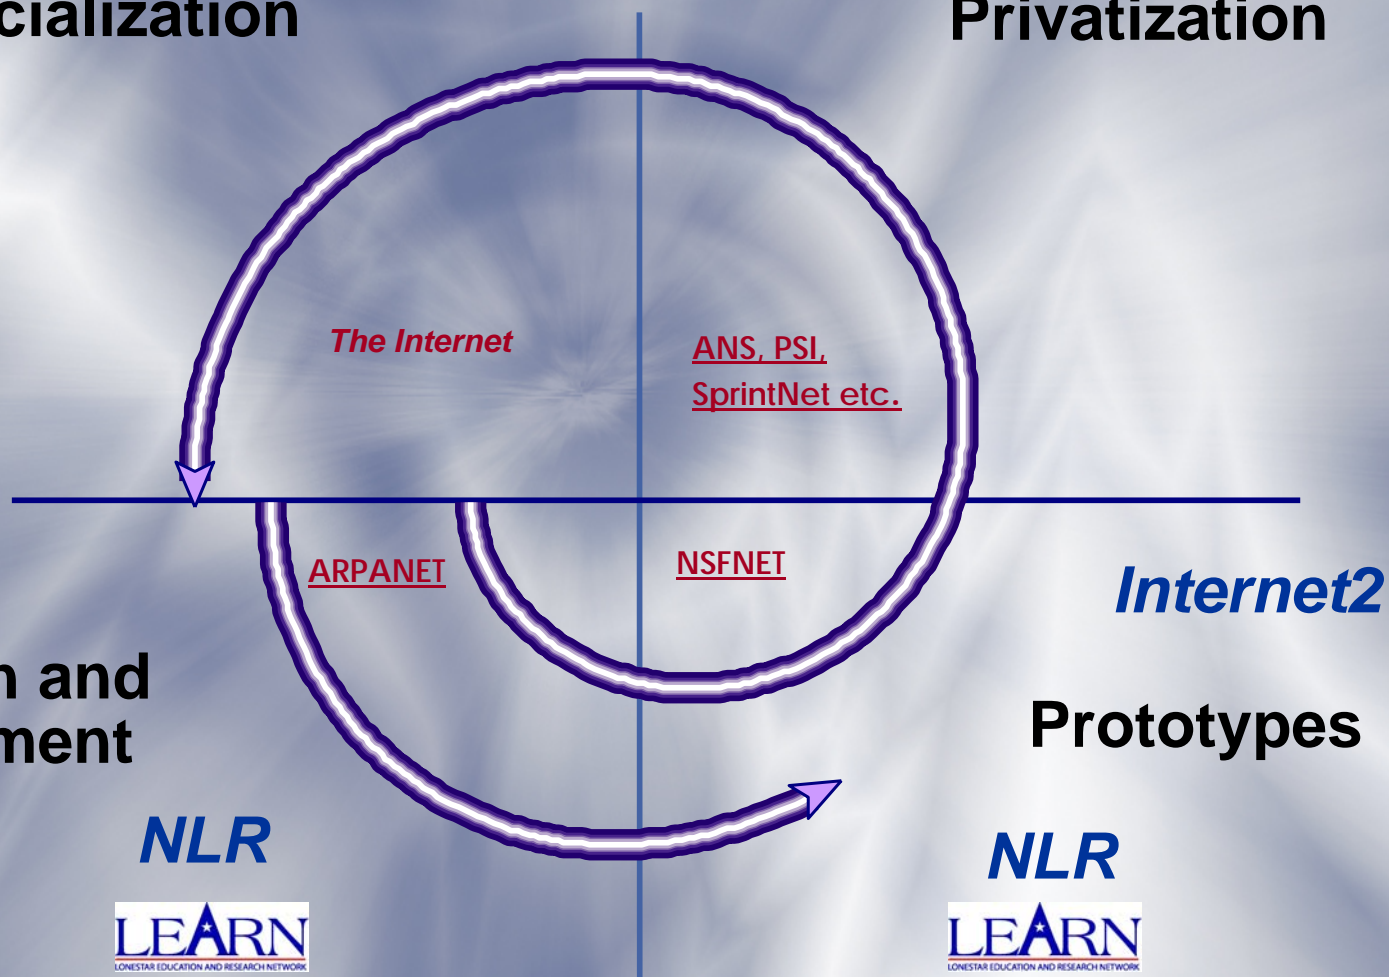 cialization
Privatization
The Internet
ANS, PSI,
SprintNet etc.
ARPANET
NSFNET
Internet2
n and
ment
Prototypes
NLR
NLR
LEARN
LONESTAR EDUCATION AND RESEARCH NETWORK
LEARN
LONESTAR EDUCATION AND RESEARCH NETWORK